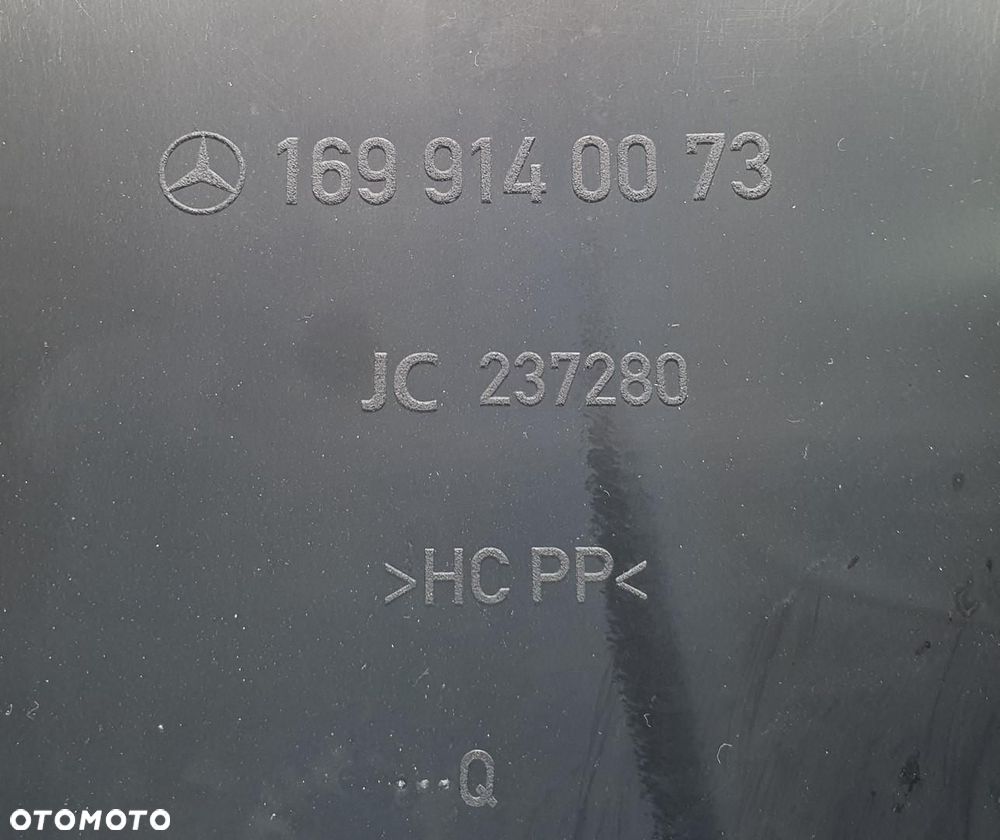 169 914 00 73
JC 237280
>HC PP<
Q
OTOMOTO